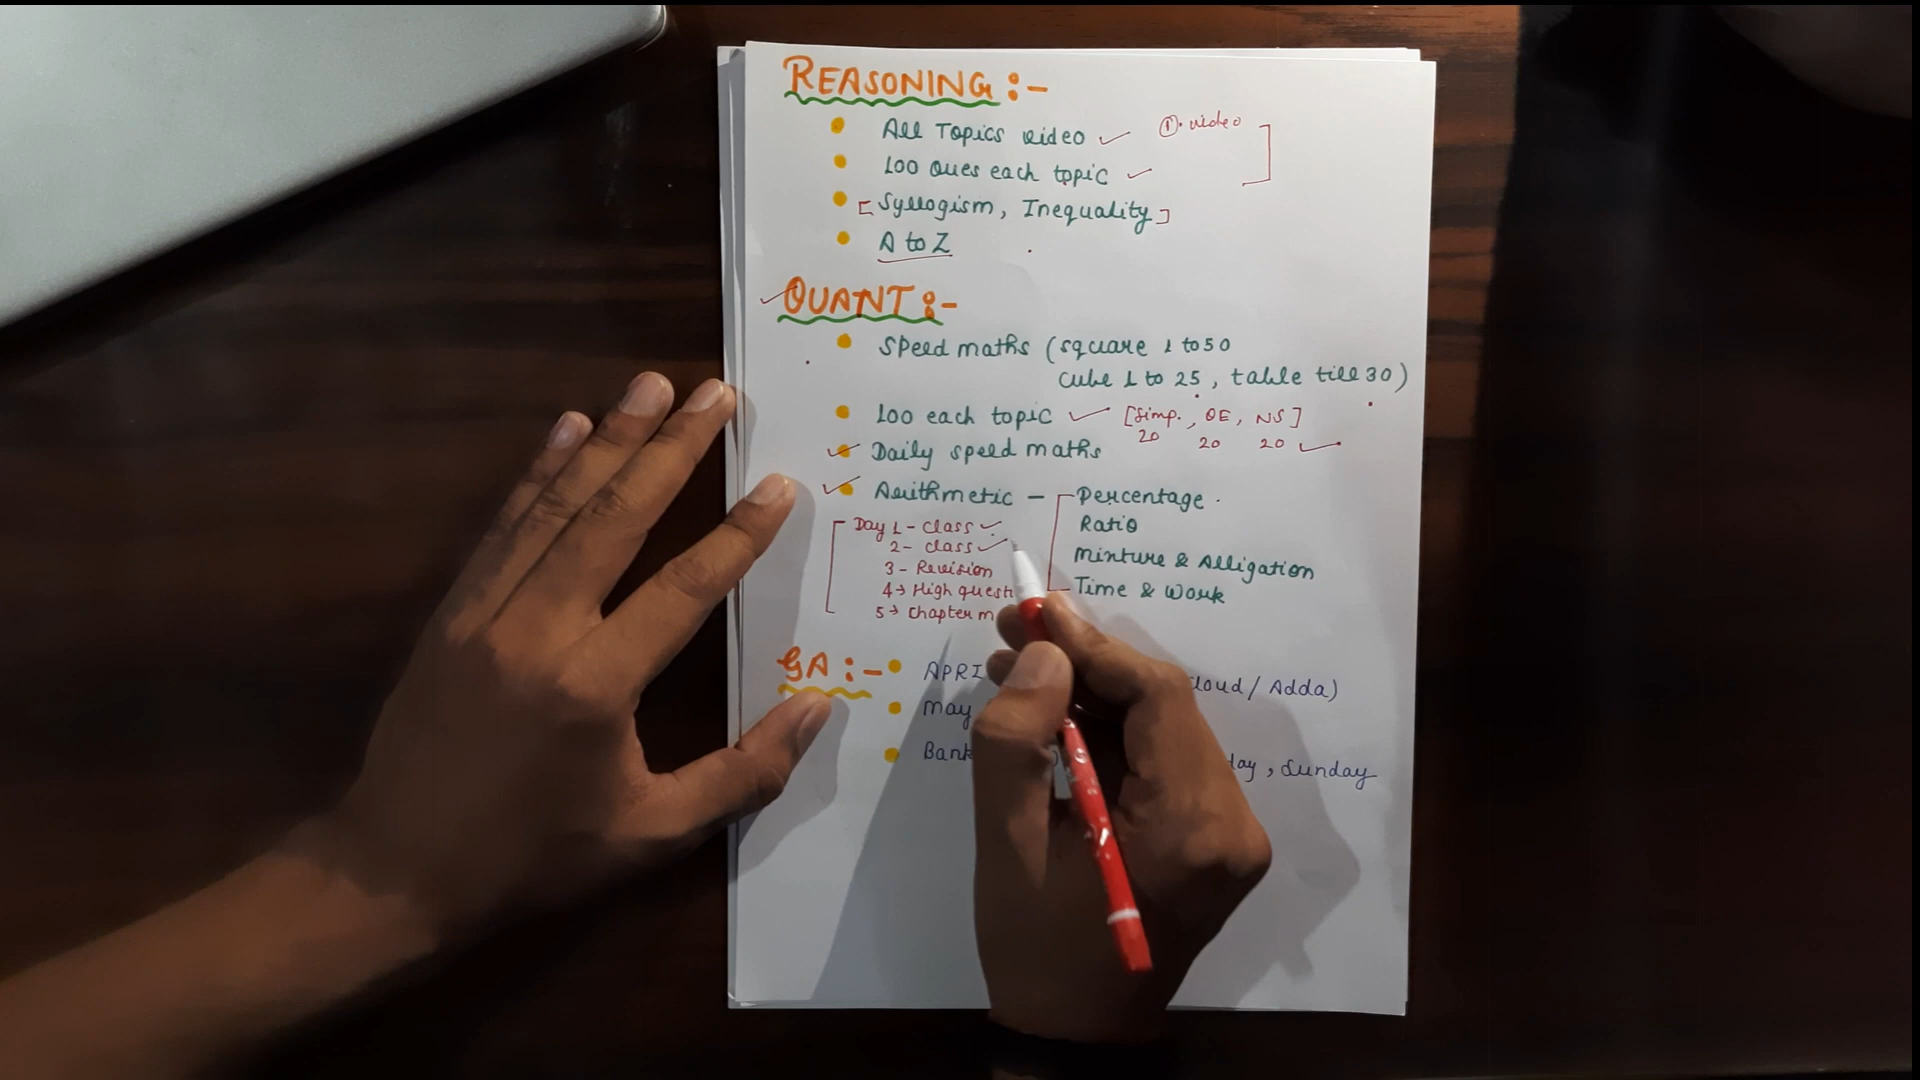 REASONING :-
All Topics video ①. video
100 Ques each topic
[Syllogism, Inequality]
A to Z
QUANT :-
Speed maths (square 1 to 50
cube 1 to 25, table till 30)
100 each topic [Simp., QE, NS]
20 20 20
Daily speed maths
Arithmetic - Percentage
Day 1 - class Ratio
2 - class Mixture & Alligation
3 - Revision
4 → High Time & Work
5 → Chapter
GA :-
Adda)
May
, Sunday